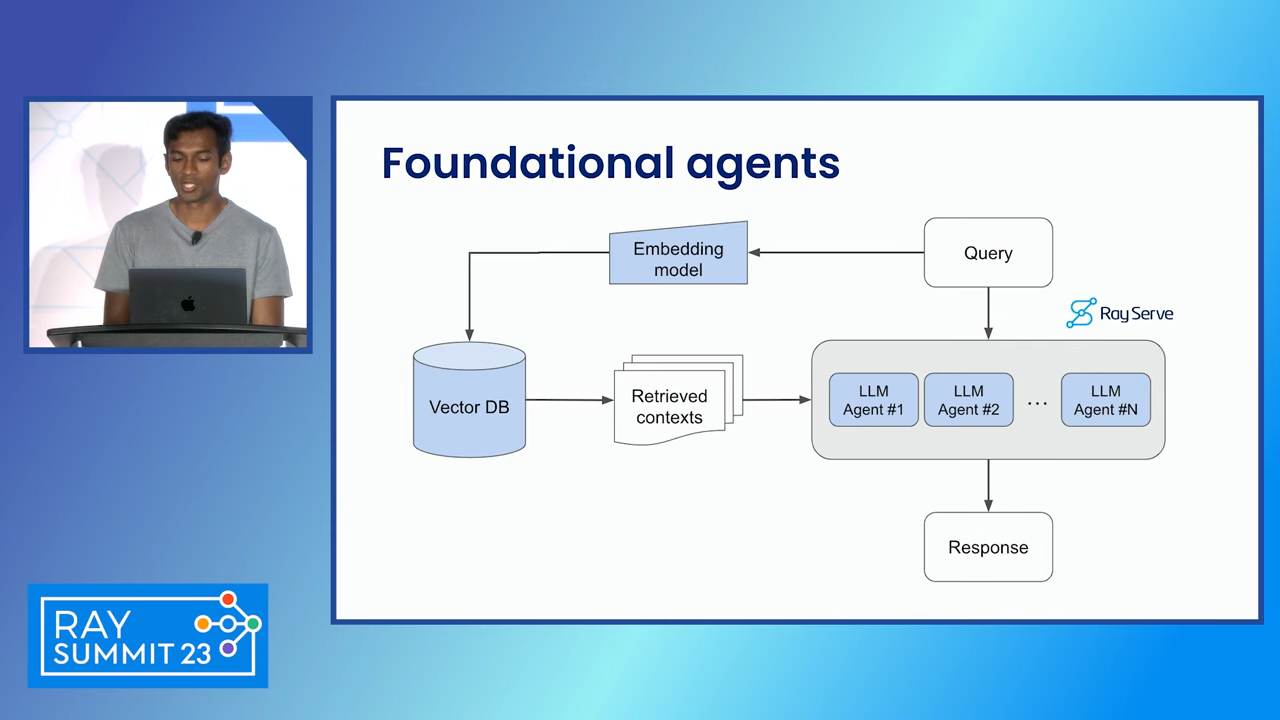 Foundational agents
Embedding
model
Query
Ray Serve
Vector DB
Retrieved
contexts
LLM
Agent #1
LLM
Agent #2
...
LLM
Agent #N
Response
RAY
SUMMIT 23